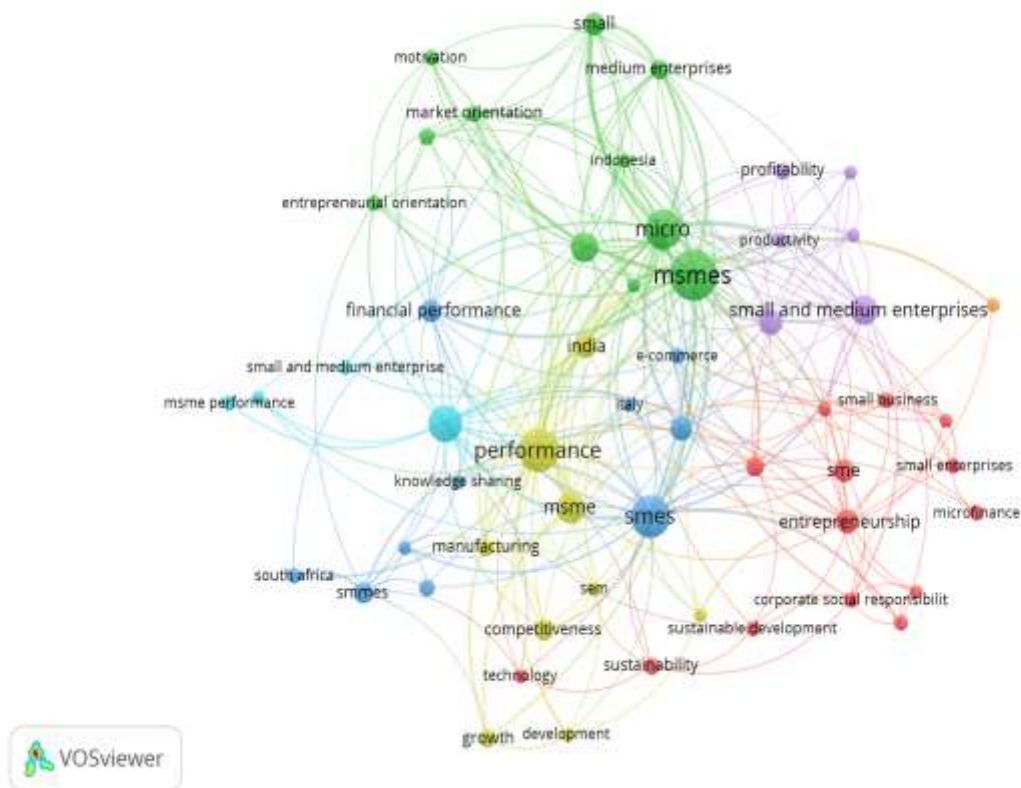 small
motivation
medium enterprises
market orientation
indonesia
profitability
entrepreneurial orientation
micro
productivity
msmes
financial performance
small and medium enterprises
india
e-commerce
small and medium enterprise
msme performance
italy
small business
performance
knowledge sharing
sme
small enterprises
msme
smes
entrepreneurship
microfinance
manufacturing
south africa
smmes
sem
corporate social responsibilit
competitiveness
sustainable development
technology
sustainability
growth
development
VOSviewer